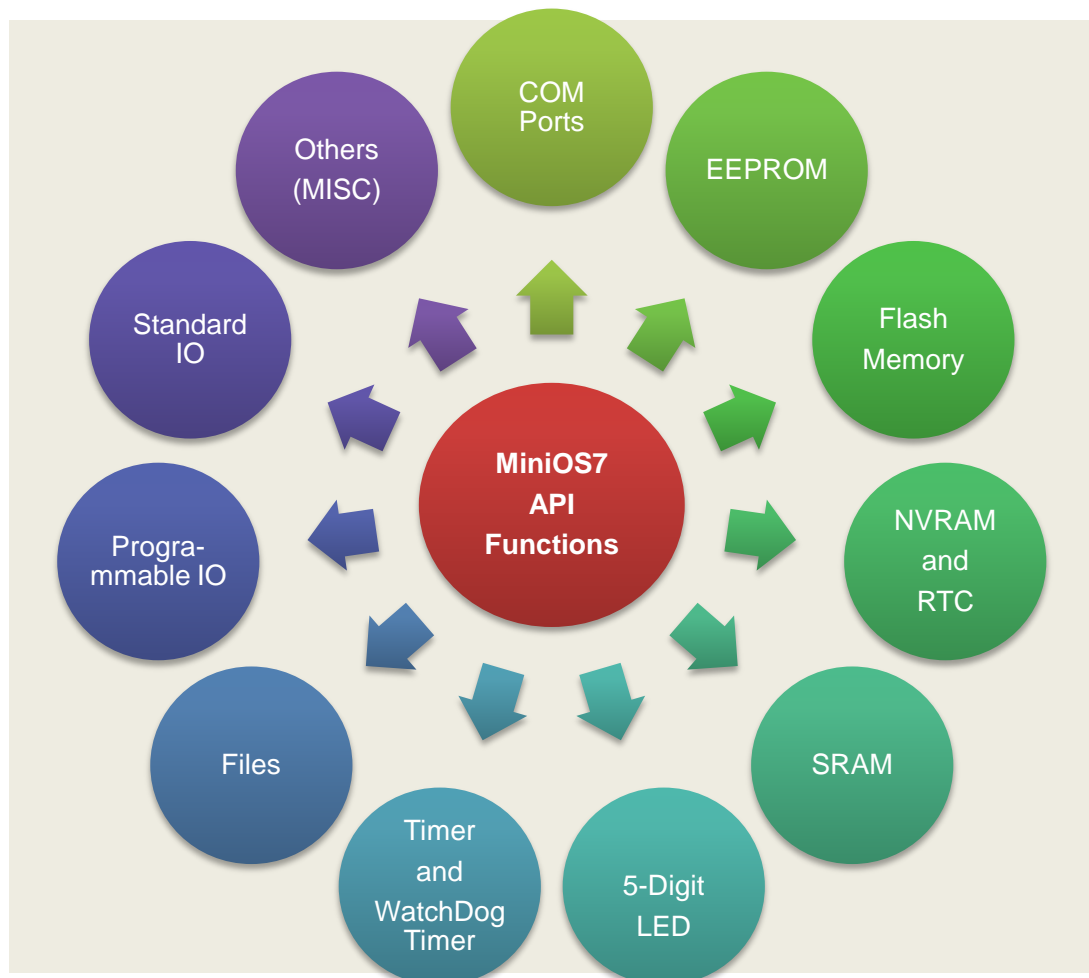 COM
Ports
EEPROM
Flash
Memory
NVRAM
and
RTC
SRAM
5-Digit
LED
Timer
and
WatchDog
Timer
Files
Progra-
mmable IO
Standard
IO
Others
(MISC)
MiniOS7
API
Functions